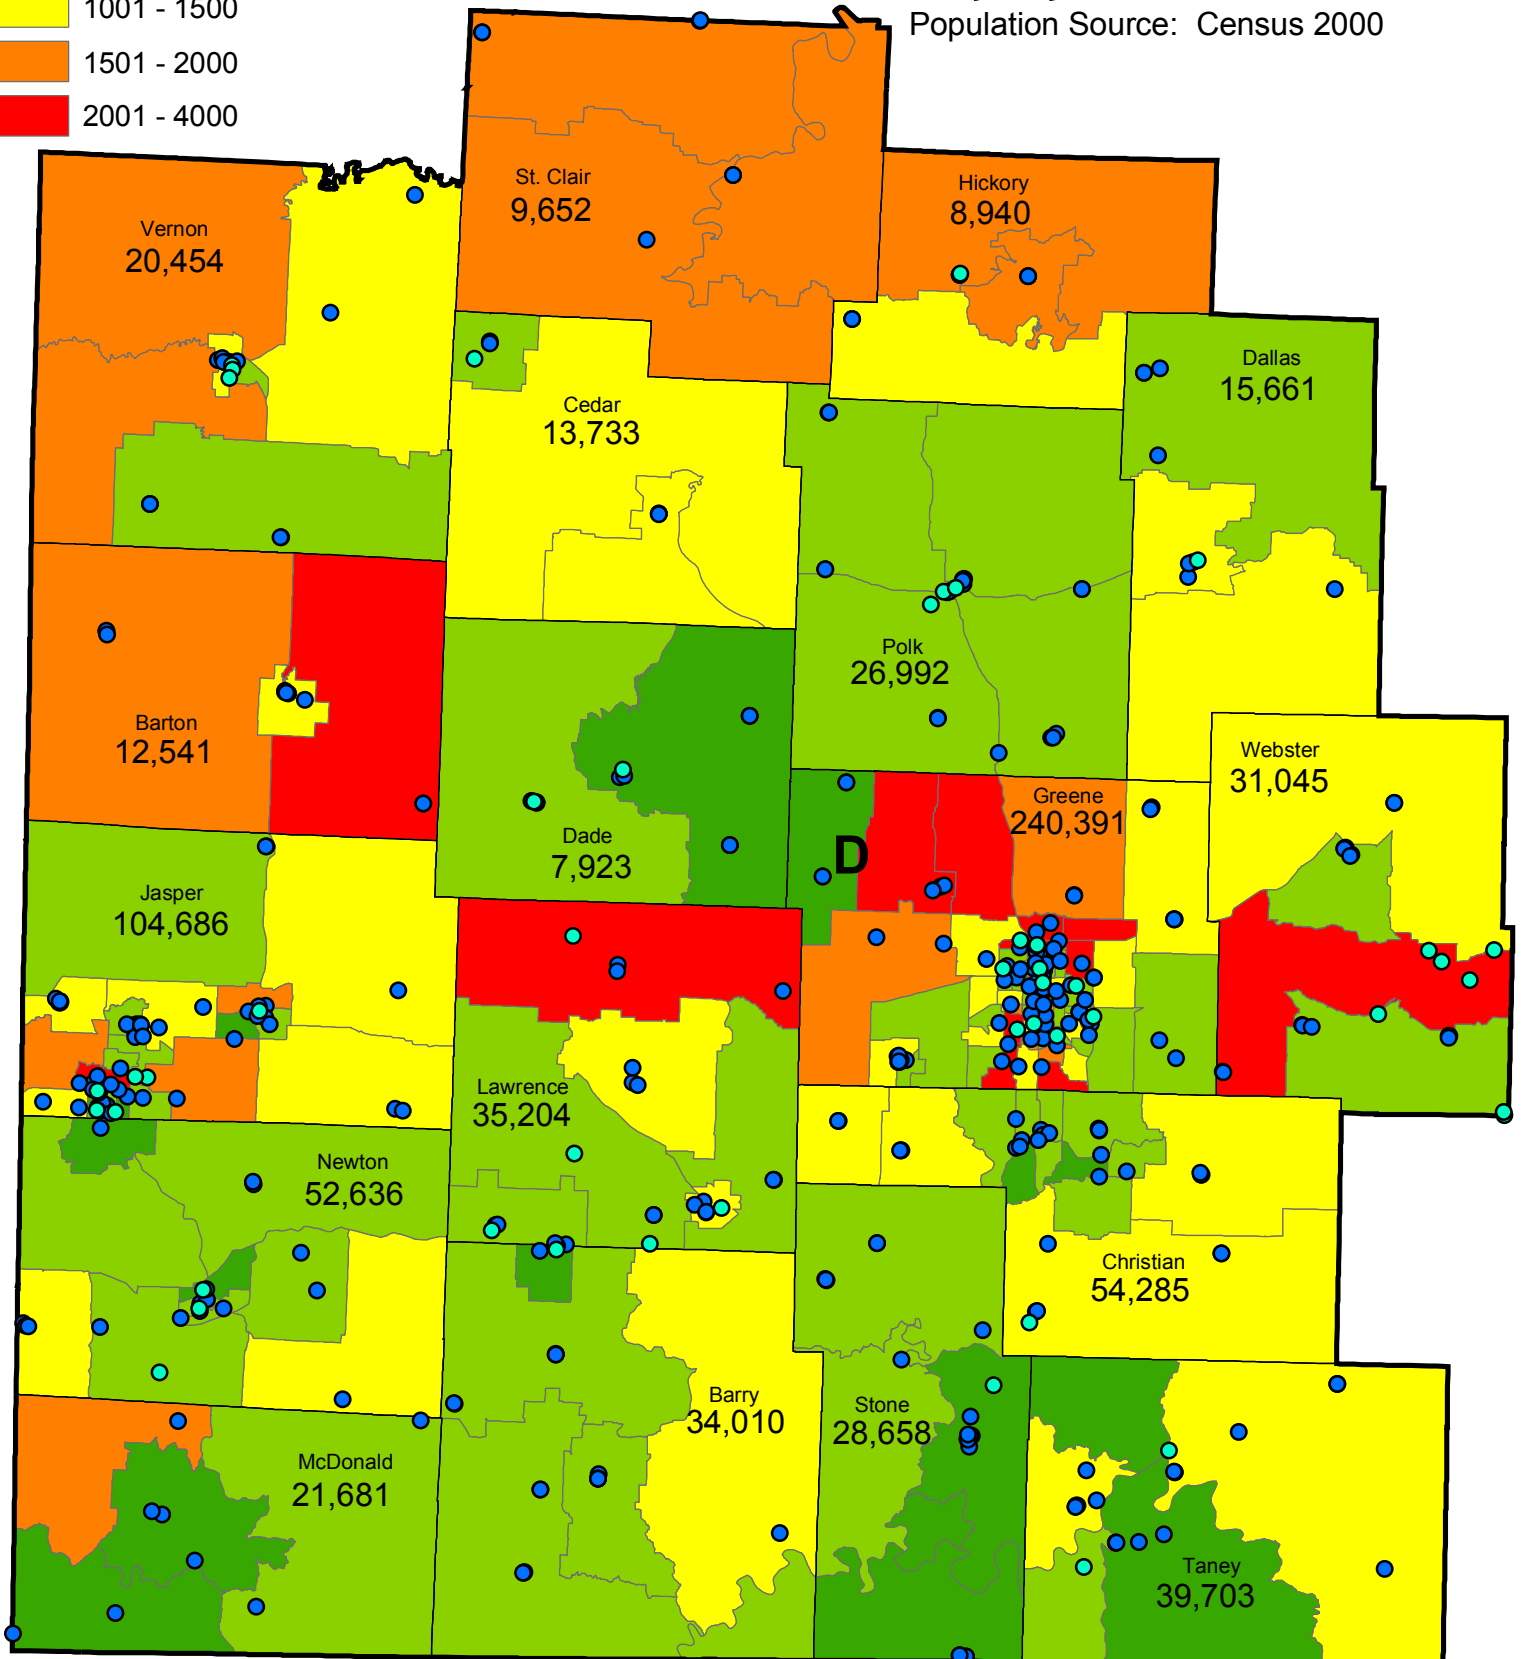 1001 - 1500
1501 - 2000
2001 - 4000
Population Source:  Census 2000
St. Clair
9,652
Hickory
8,940
Vernon
20,454
Dallas
15,661
Cedar
13,733
Polk
26,992
Barton
12,541
Webster
31,045
Greene
240,391
Dade
7,923
D
Jasper
104,686
Lawrence
35,204
Newton
52,636
Christian
54,285
Barry
34,010
Stone
28,658
McDonald
21,681
Taney
39,703